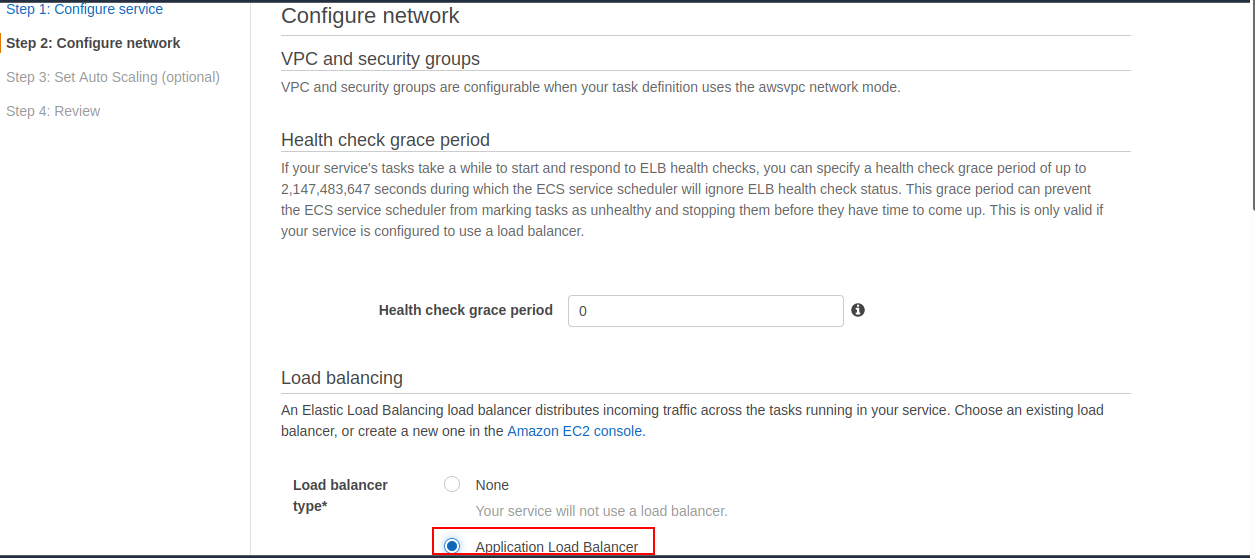 Step 1: Configure service
Step 2: Configure network
Step 3: Set Auto Scaling (optional)
Step 4: Review
Configure network
VPC and security groups
VPC and security groups are configurable when your task definition uses the awsvpc network mode.
Health check grace period
If your service's tasks take a while to start and respond to ELB health checks, you can specify a health check grace period of up to
2,147,483,647 seconds during which the ECS service scheduler will ignore ELB health check status. This grace period can prevent
the ECS service scheduler from marking tasks as unhealthy and stopping them before they have time to come up. This is only valid if
your service is configured to use a load balancer.
Health check grace period 0
Load balancing
An Elastic Load Balancing load balancer distributes incoming traffic across the tasks running in your service. Choose an existing load
balancer, or create a new one in the Amazon EC2 console.
Load balancer
type*
None
Your service will not use a load balancer.
Application Load Balancer